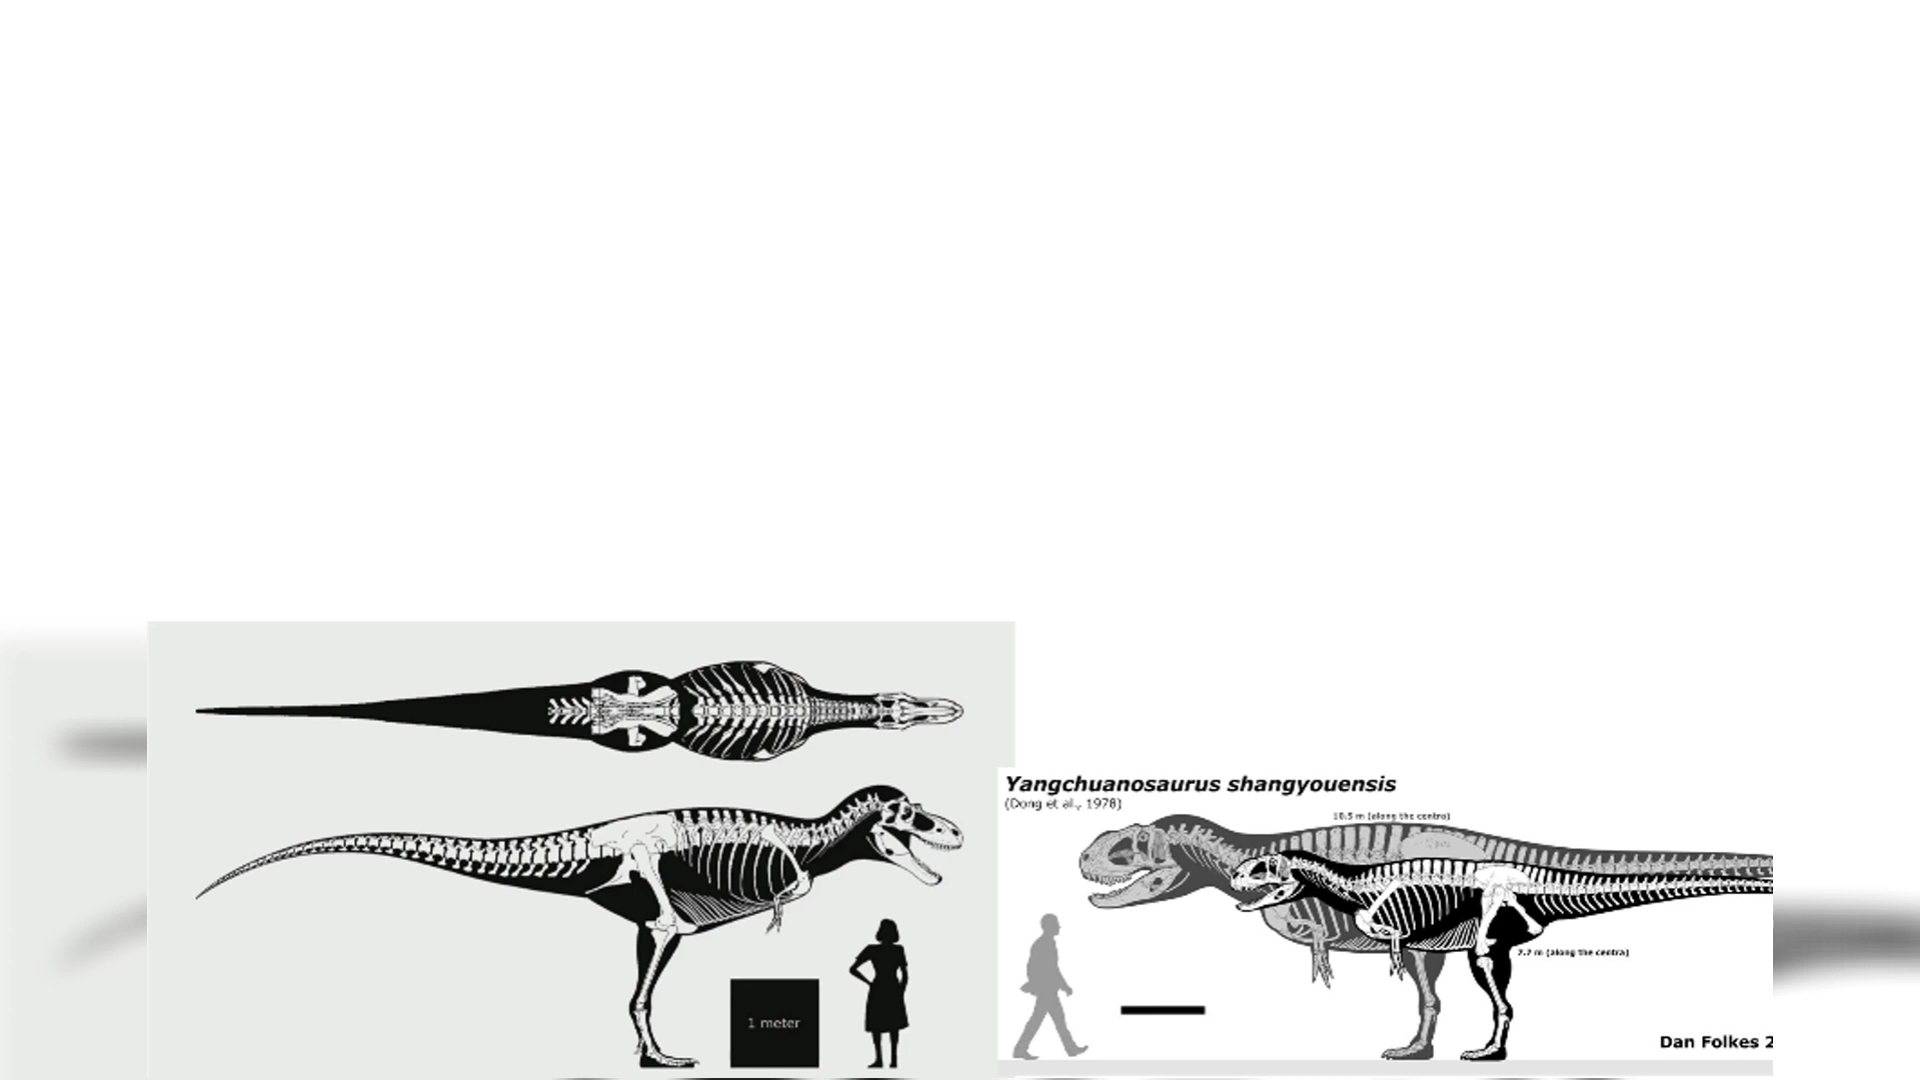 1 meter
Yangchuanosaurus shangyouensis
(Dong et al., 1978)
10.5 m (along the centra)
7.7 m (along the centra)
Dan Folkes 2